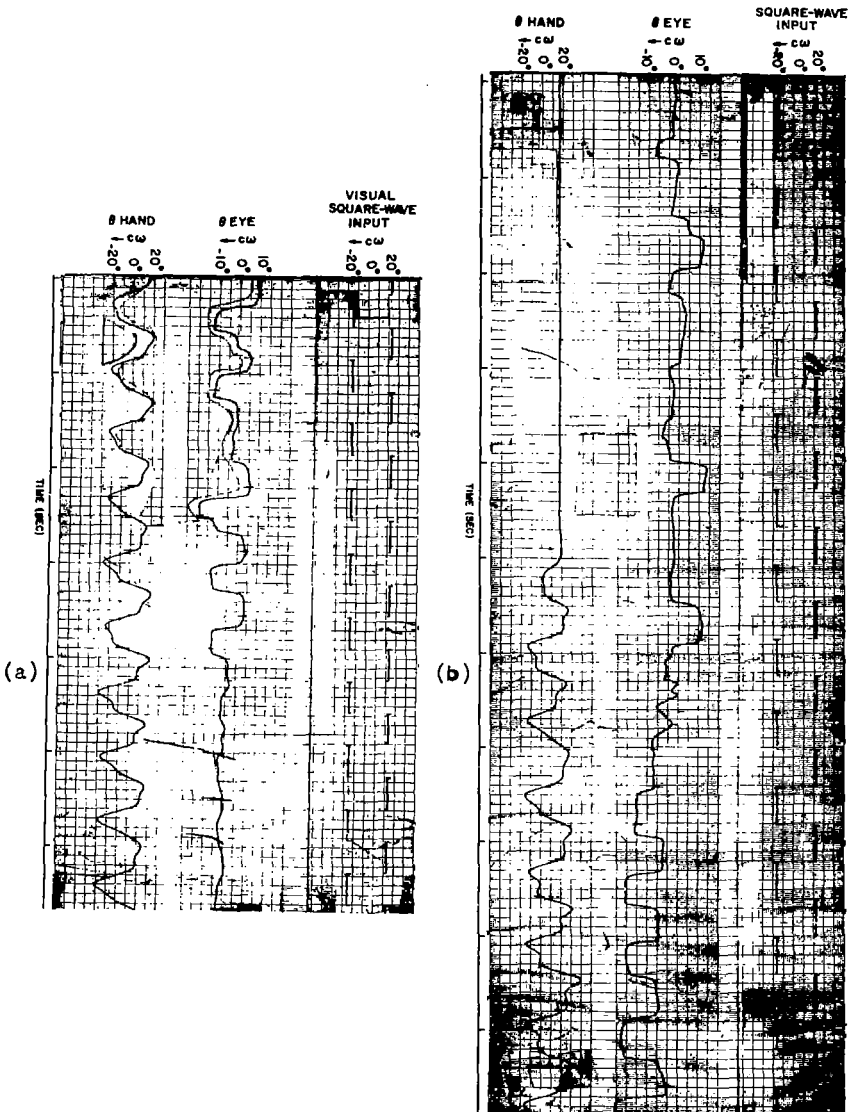 θ HAND
← cω
-20° 0° 20°
θ EYE
← cω
-10° 0° 10°
VISUAL
SQUARE-WAVE
INPUT
← cω
-20° 0° 20°
TIME (SEC)
(a)
θ HAND
← cω
-20° 0° 20°
θ EYE
← cω
-10° 0° 10°
SQUARE-WAVE
INPUT
← cω
-20° 0° 20°
TIME (SEC)
(b)